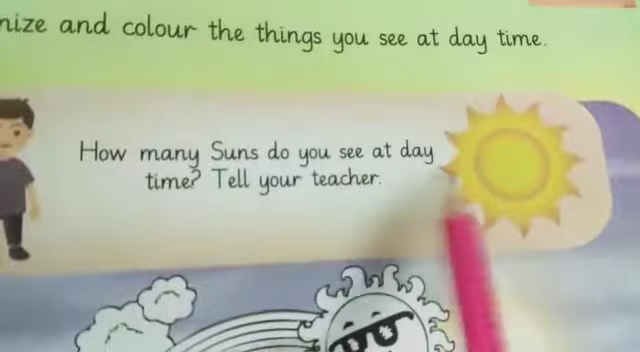 and colour the things you see at day time.
How many Suns do you see at day
time? Tell your teacher.